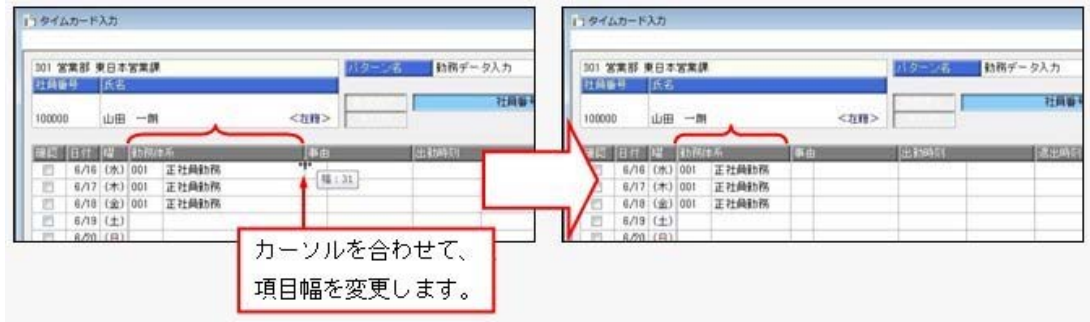 タイムカード入力
301 営業部 東日本営業課
パターン名
勤務データ入力
社員番号 氏名
社員番号
100000 山田 一朗 <在籍>
確認 日付 曜 勤務体系 事由 出勤時刻
6/16 (水) 001 正社員勤務
幅：31
6/17 (木) 001 正社員勤務
6/18 (金) 001 正社員勤務
6/19 (土)
6/20 (日)
カーソルを合わせて、
項目幅を変更します。
タイムカード入力
301 営業部 東日本営業課
パターン名
勤務データ入力
社員番号 氏名
社員番号
100000 山田 一朗 <在籍>
確認 日付 曜 勤務体系 事由 出勤時刻 退出時刻
6/16 (水) 001 正社員勤務
6/17 (木) 001 正社員勤務
6/18 (金) 001 正社員勤務
6/19 (土)
6/20 (日)